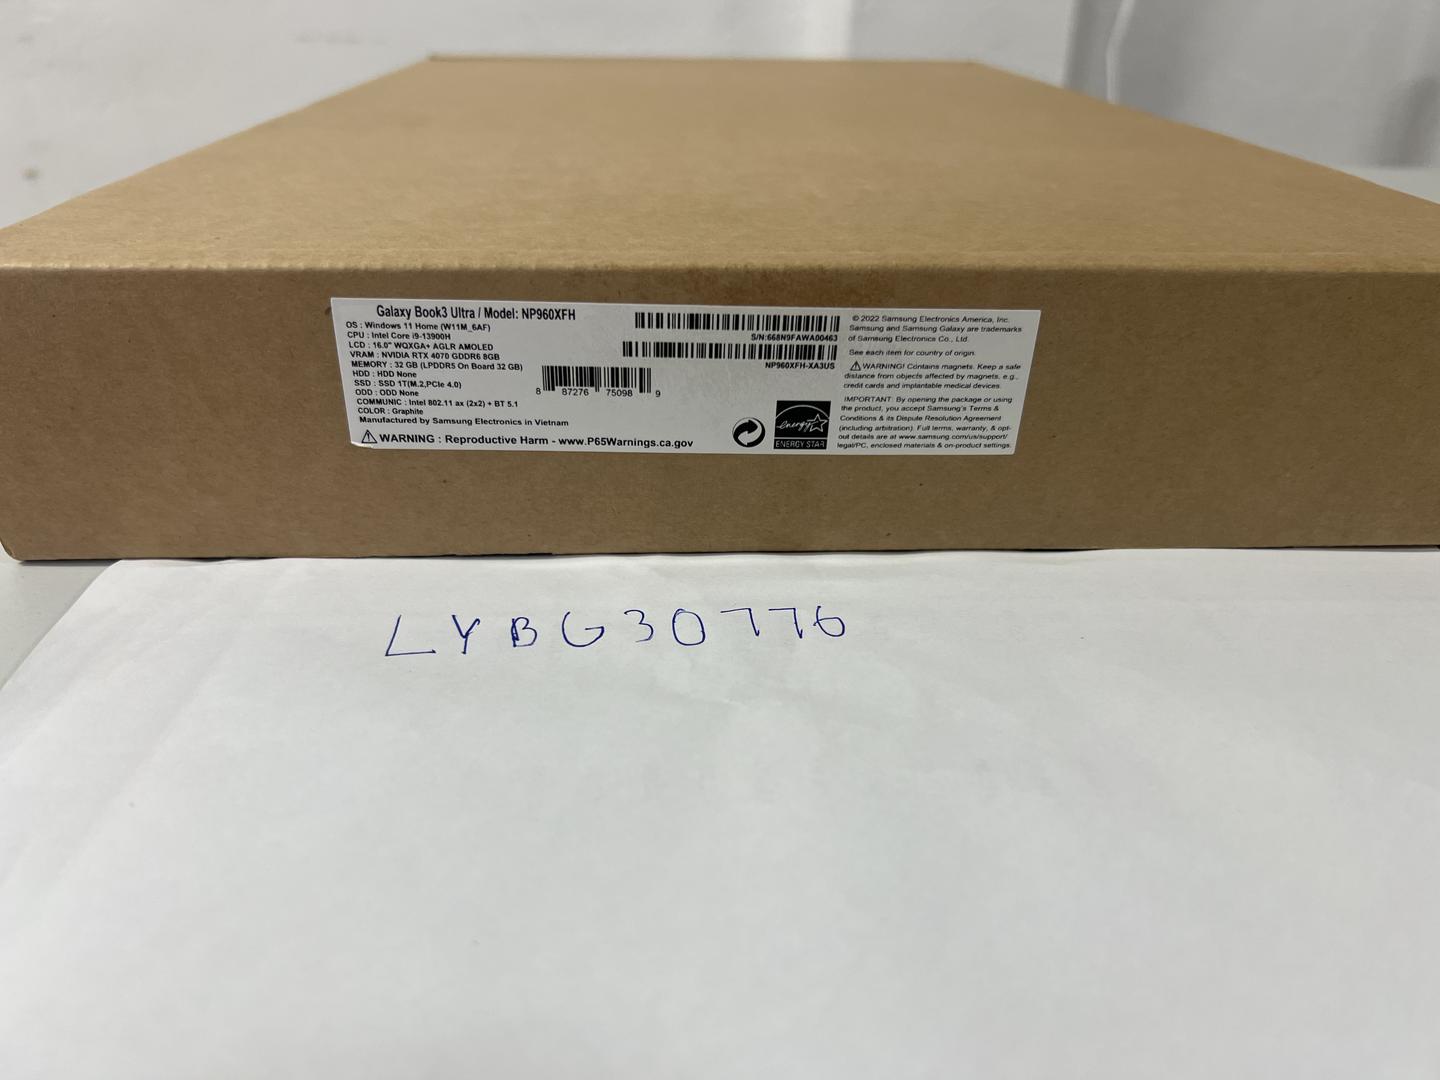 Galaxy Book3 Ultra / Model: NP960XFH
OS : Windows 11 Home (W11M_6AF)
CPU : Intel Core i9-13900H
LCD : 16.0" WQXGA+ AGLR AMOLED
VRAM : NVIDIA RTX 4070 GDDR6 8GB
MEMORY : 32 GB (LPDDR5 On Board 32 GB)
HDD : HDD None
SSD : SSD 1T(M.2,PCIe 4.0)
ODD : ODD None
COMMUNIC : Intel 802.11 ax (2x2) + BT 5.1
COLOR : Graphite
Manufactured by Samsung Electronics in Vietnam
WARNING : Reproductive Harm - www.P65Warnings.ca.gov
8 87276 75098 9
S/N:668N9FAWA00463
NP960XFH-XA3US
energy
ENERGY STAR
© 2022 Samsung Electronics America, Inc.
Samsung and Samsung Galaxy are trademarks
of Samsung Electronics Co., Ltd.
See each item for country of origin.
WARNING! Contains magnets. Keep a safe
distance from objects affected by magnets, e.g.,
credit cards and implantable medical devices.
IMPORTANT: By opening the package or using
the product, you accept Samsung's Terms &
Conditions & its Dispute Resolution Agreement
(including arbitration). Full terms, warranty, & opt-
out details are at www.samsung.com/us/support/
legal/PC, enclosed materials & on-product settings.
LYBG30776